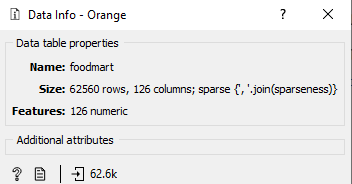 Data Info - Orange
Data table properties
Name: foodmart
Size: 62560 rows, 126 columns; sparse {', '.join(sparseness)}
Features: 126 numeric
Additional attributes
? 62.6k